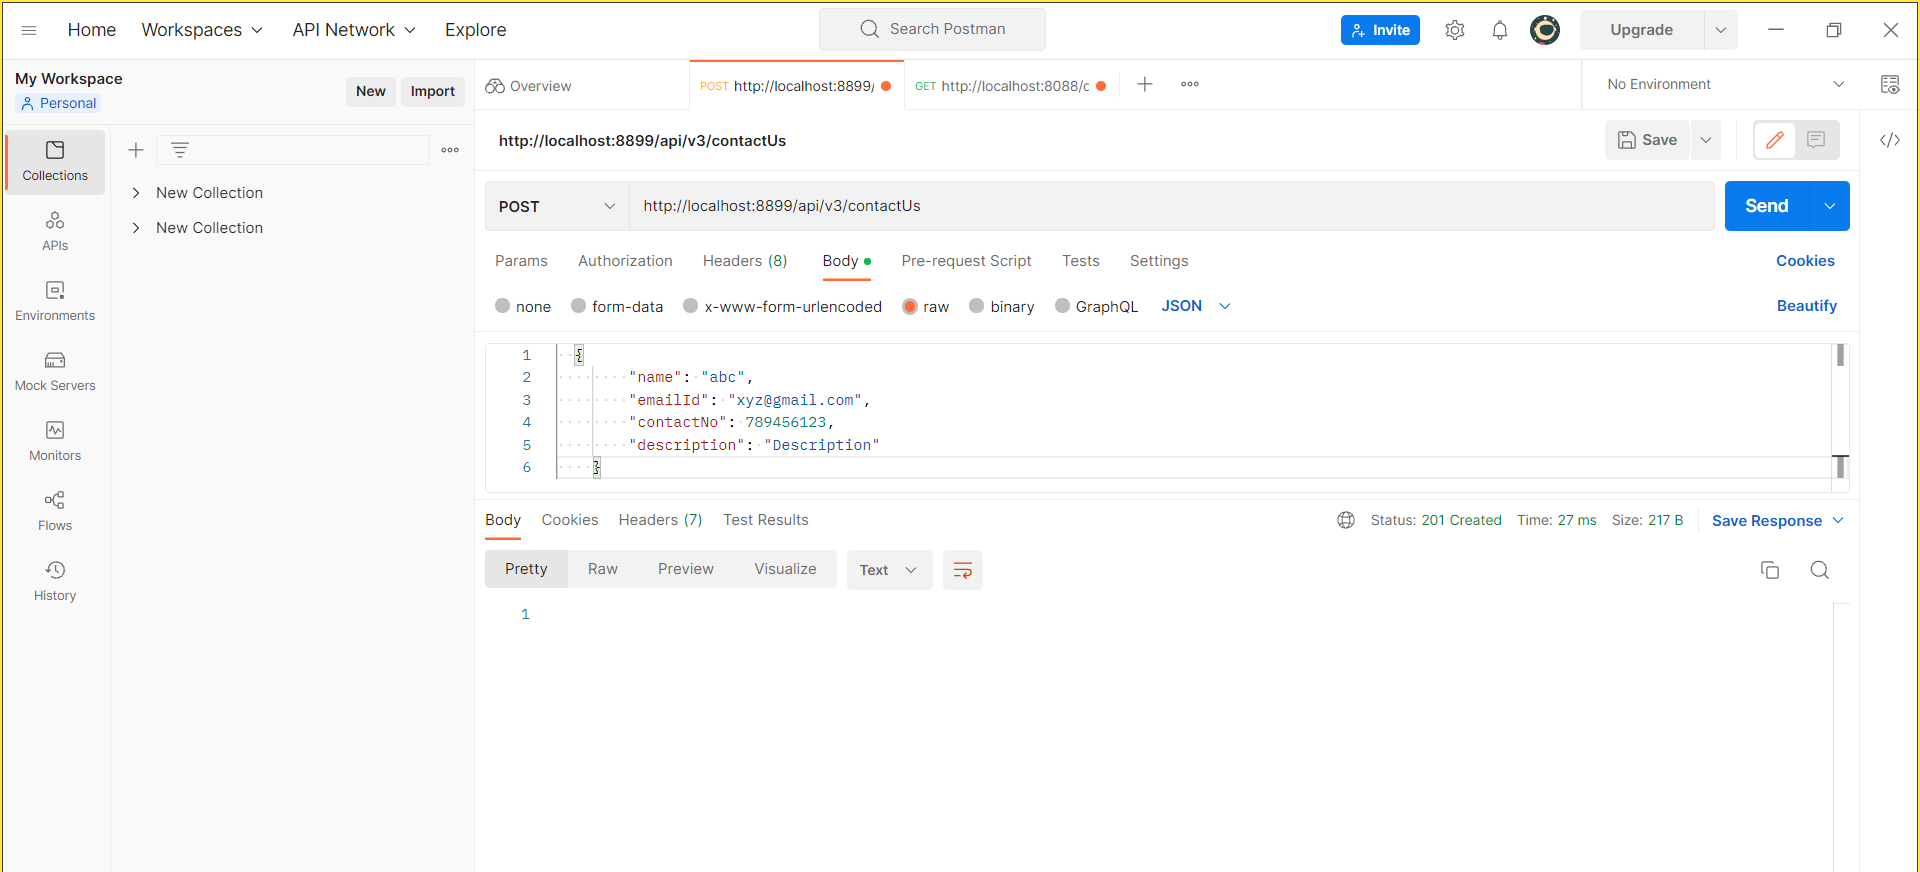 Home Workspaces API Network Explore Search Postman Invite Upgrade
My Workspace
Personal
New Import
Overview POST http://localhost:8899/ GET http://localhost:8088/c No Environment
http://localhost:8899/api/v3/contactUs Save
Collections
APIs
Environments
Mock Servers
Monitors
Flows
History
New Collection
New Collection
POST http://localhost:8899/api/v3/contactUs Send
Params Authorization Headers (8) Body Pre-request Script Tests Settings Cookies
none form-data x-www-form-urlencoded raw binary GraphQL JSON Beautify
1 {
2 "name": "abc",
3 "emailId": "xyz@gmail.com",
4 "contactNo": 789456123,
5 "description": "Description"
6 }
Body Cookies Headers (7) Test Results Status: 201 Created Time: 27 ms Size: 217 B Save Response
Pretty Raw Preview Visualize Text
1